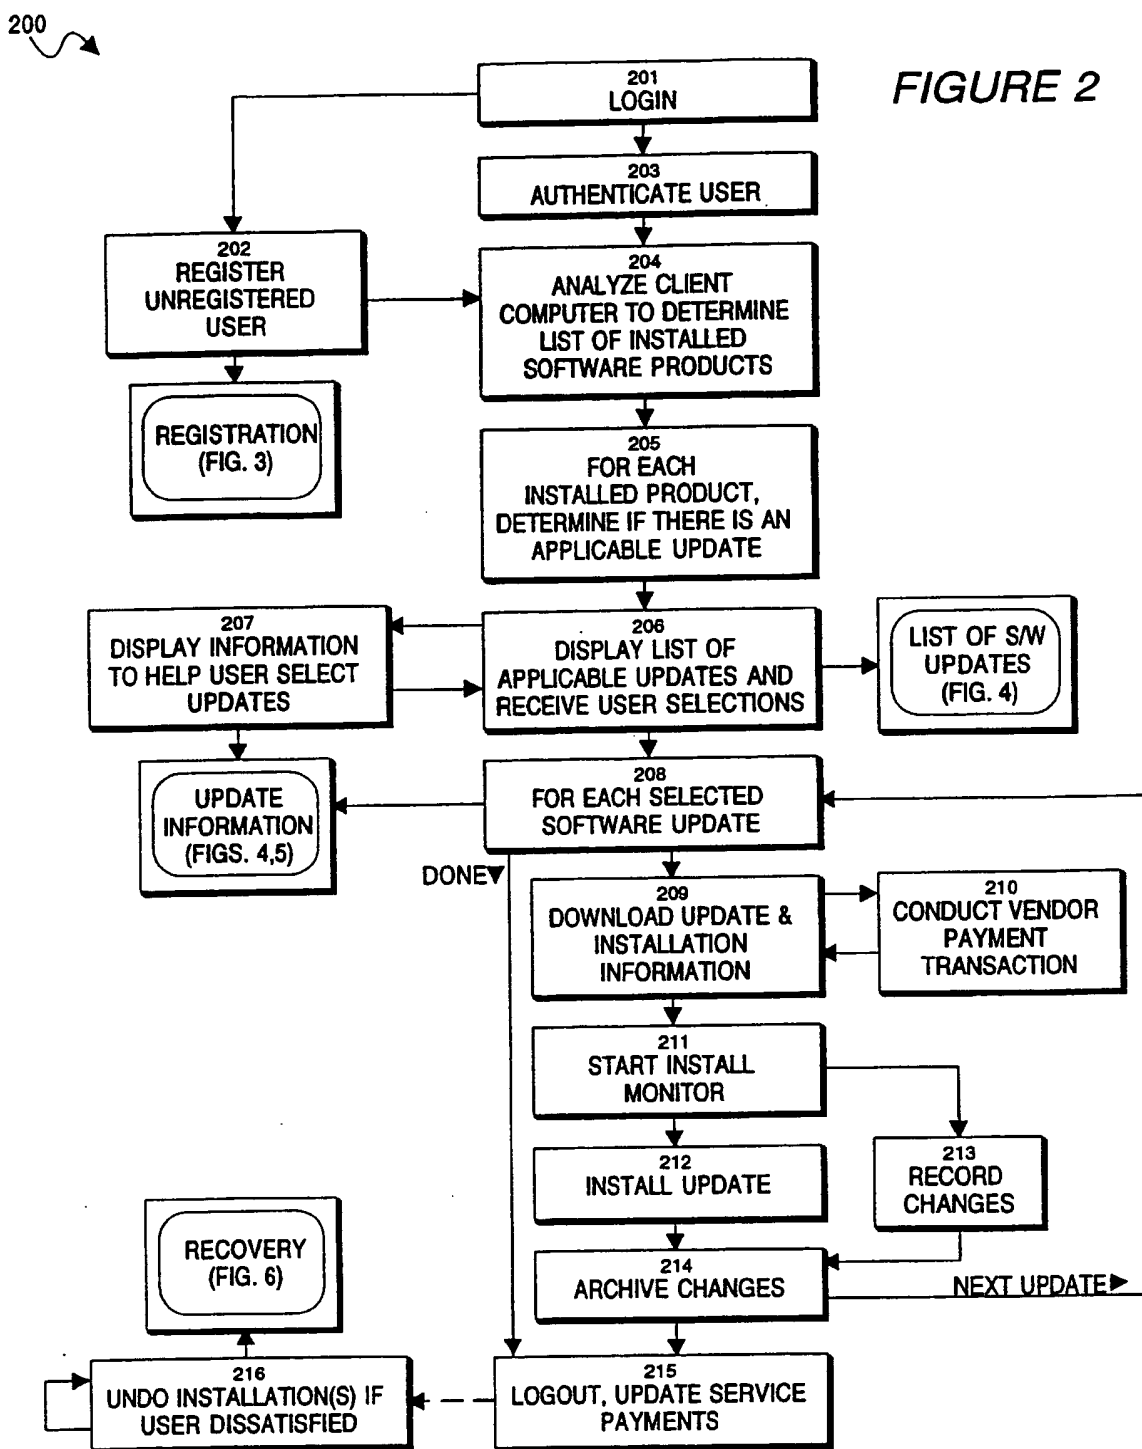 200
FIGURE 2
201
LOGIN
203
AUTHENTICATE USER
202
REGISTER
UNREGISTERED
USER
204
ANALYZE CLIENT
COMPUTER TO DETERMINE
LIST OF INSTALLED
SOFTWARE PRODUCTS
REGISTRATION
(FIG. 3)
205
FOR EACH
INSTALLED PRODUCT,
DETERMINE IF THERE IS AN
APPLICABLE UPDATE
207
DISPLAY INFORMATION
TO HELP USER SELECT
UPDATES
206
DISPLAY LIST OF
APPLICABLE UPDATES AND
RECEIVE USER SELECTIONS
LIST OF S/W
UPDATES
(FIG. 4)
UPDATE
INFORMATION
(FIGS. 4,5)
208
FOR EACH SELECTED
SOFTWARE UPDATE
DONE
209
DOWNLOAD UPDATE &
INSTALLATION
INFORMATION
210
CONDUCT VENDOR
PAYMENT
TRANSACTION
211
START INSTALL
MONITOR
212
INSTALL UPDATE
213
RECORD
CHANGES
RECOVERY
(FIG. 6)
214
ARCHIVE CHANGES
NEXT UPDATE
216
UNDO INSTALLATION(S) IF
USER DISSATISFIED
215
LOGOUT, UPDATE SERVICE
PAYMENTS